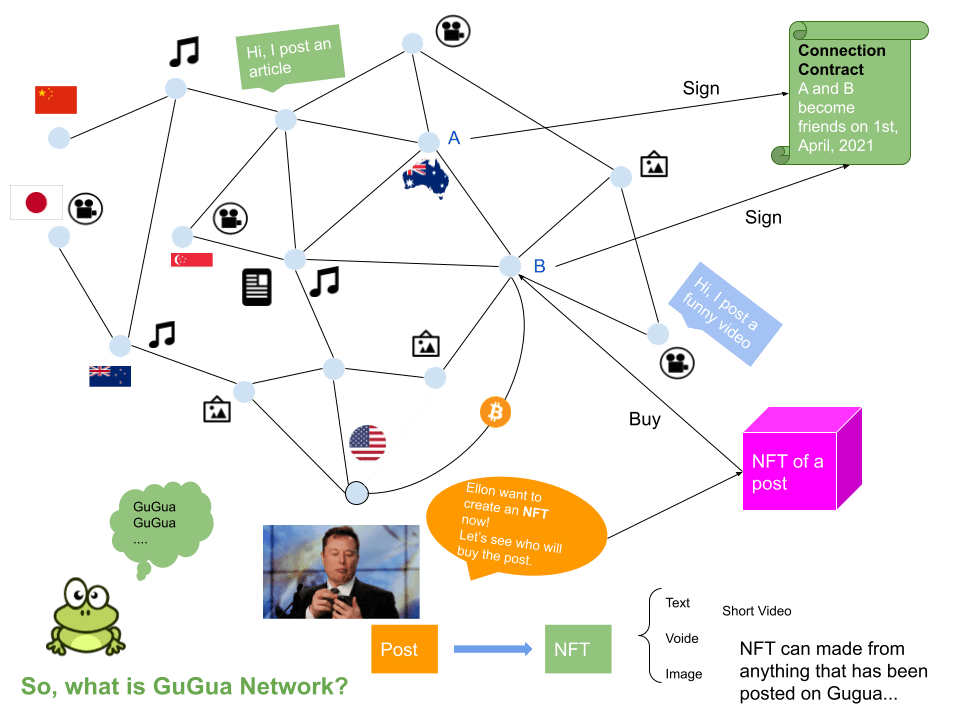 Hi, I post an
article
A
Sign
Connection
Contract
A and B
become
friends on 1st,
April, 2021
Sign
B
Hi, I post a
funny video
Buy
NFT of a
post
Ellon want to
create an NFT
now!
Let's see who will
buy the post.
GuGua
GuGua
....
Post
NFT
Text
Short Video
Voide
Image
NFT can made from
anything that has been
posted on Gugua...
So, what is GuGua Network?